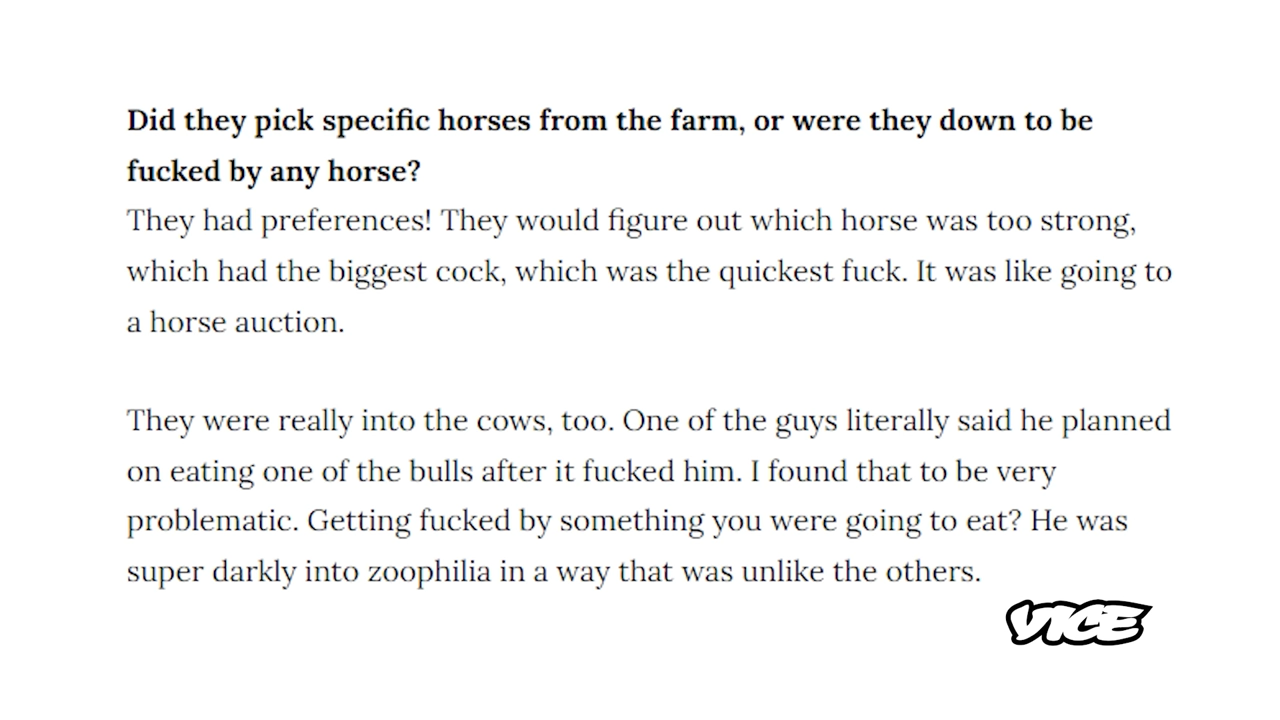 Did they pick specific horses from the farm, or were they down to be
fucked by any horse?
They had preferences! They would figure out which horse was too strong,
which had the biggest cock, which was the quickest fuck. It was like going to
a horse auction.
They were really into the cows, too. One of the guys literally said he planned
on eating one of the bulls after it fucked him. I found that to be very
problematic. Getting fucked by something you were going to eat? He was
super darkly into zoophilia in a way that was unlike the others.
VICE